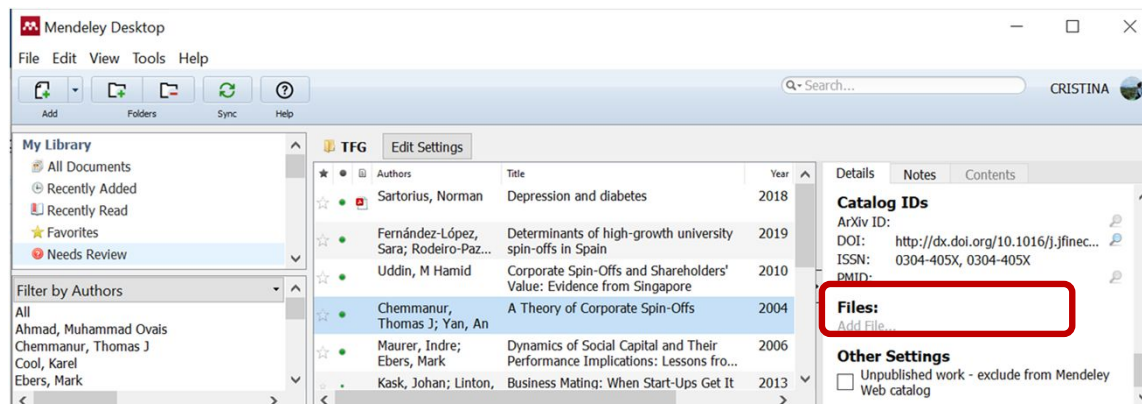 Mendeley Desktop
File Edit View Tools Help
Search...
CRISTINA
Add Folders Sync Help
My Library
All Documents
Recently Added
Recently Read
Favorites
Needs Review
Filter by Authors
All
Ahmad, Muhammad Ovais
Chemmanur, Thomas J
Cool, Karel
Ebers, Mark
TFG Edit Settings
Authors Title Year
Sartorius, Norman Depression and diabetes 2018
Fernández-López, Determinants of high-growth university 2019
Sara; Rodeiro-Paz... spin-offs in Spain
Uddin, M Hamid Corporate Spin-Offs and Shareholders' 2010
Value: Evidence from Singapore
Chemmanur, A Theory of Corporate Spin-Offs 2004
Thomas J; Yan, An
Maurer, Indre; Dynamics of Social Capital and Their 2006
Ebers, Mark Performance Implications: Lessons fro...
Kask, Johan; Linton, Business Mating: When Start-Ups Get It 2013
Details Notes Contents
Catalog IDs
ArXiv ID:
DOI: http://dx.doi.org/10.1016/j.jfinec...
ISSN: 0304-405X, 0304-405X
PMID:
Files:
Add File...
Other Settings
Unpublished work - exclude from Mendeley
Web catalog